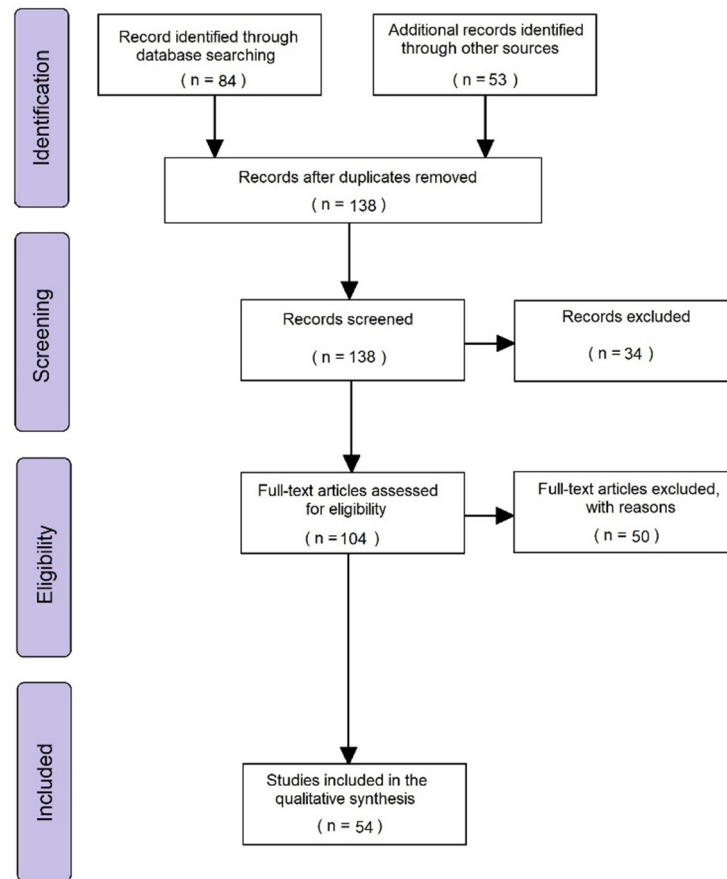 Identification
Record identified through
database searching
( n = 84 )
Additional records identified
through other sources
( n = 53 )
Records after duplicates removed
( n = 138 )
Screening
Records screened
( n = 138 )
Records excluded
( n = 34 )
Eligibility
Full-text articles assessed
for eligibility
( n = 104 )
Full-text articles excluded,
with reasons
( n = 50 )
Included
Studies included in the
qualitative synthesis
( n = 54 )